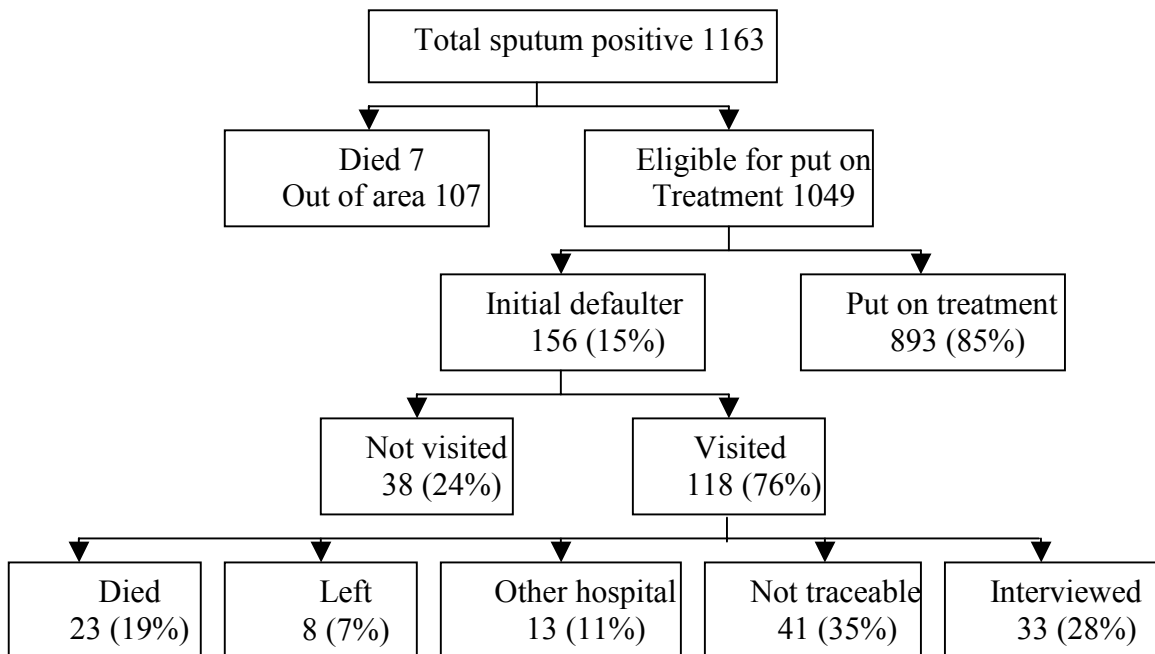 Total sputum positive 1163
Died 7
Out of area 107
Eligible for put on
Treatment 1049
Initial defaulter
156 (15%)
Put on treatment
893 (85%)
Not visited
38 (24%)
Visited
118 (76%)
Died
23 (19%)
Left
8 (7%)
Other hospital
13 (11%)
Not traceable
41 (35%)
Interviewed
33 (28%)